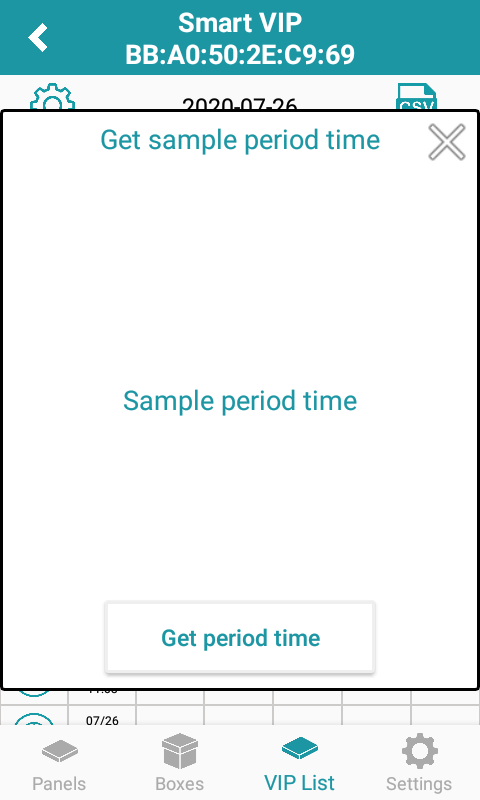 Smart VIP
BB:A0:50:2E:C9:69
2020-07-26
CSV
Get sample period time
Sample period time
Get period time
07/26
Panels
Boxes
VIP List
Settings